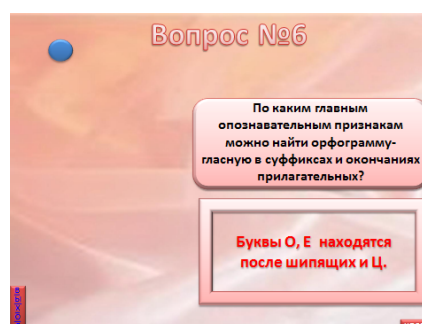 Вопрос №6
По каким главным
опознавательным признакам
можно найти орфограмму-
гласную в суффиксах и окончаниях
прилагательных?
Буквы О, Е находятся
после шипящих и Ц.